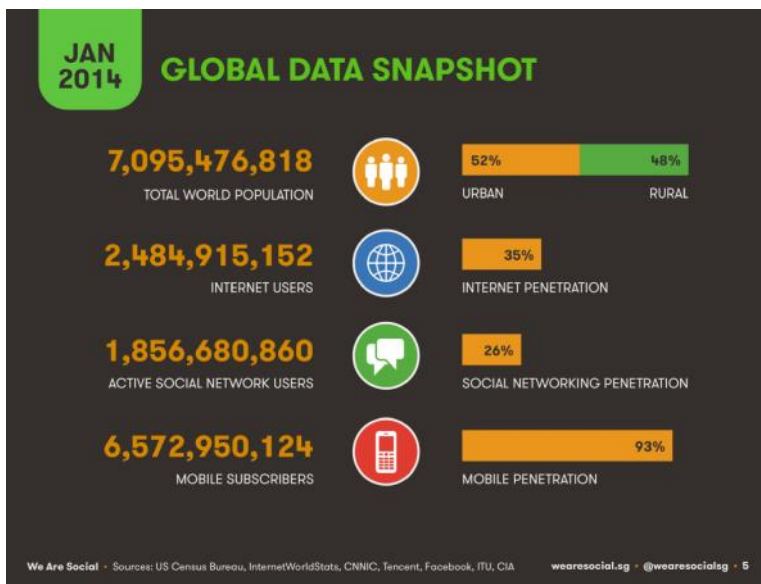 JAN
2014
GLOBAL DATA SNAPSHOT
7,095,476,818
TOTAL WORLD POPULATION
52% 48%
URBAN RURAL
2,484,915,152
INTERNET USERS
35%
INTERNET PENETRATION
1,856,680,860
ACTIVE SOCIAL NETWORK USERS
26%
SOCIAL NETWORKING PENETRATION
6,572,950,124
MOBILE SUBSCRIBERS
93%
MOBILE PENETRATION
We Are Social • Sources: US Census Bureau, InternetWorldStats, CNNIC, Tencent, Facebook, ITU, CIA wearesocial.sg • @wearesocialsg • 5